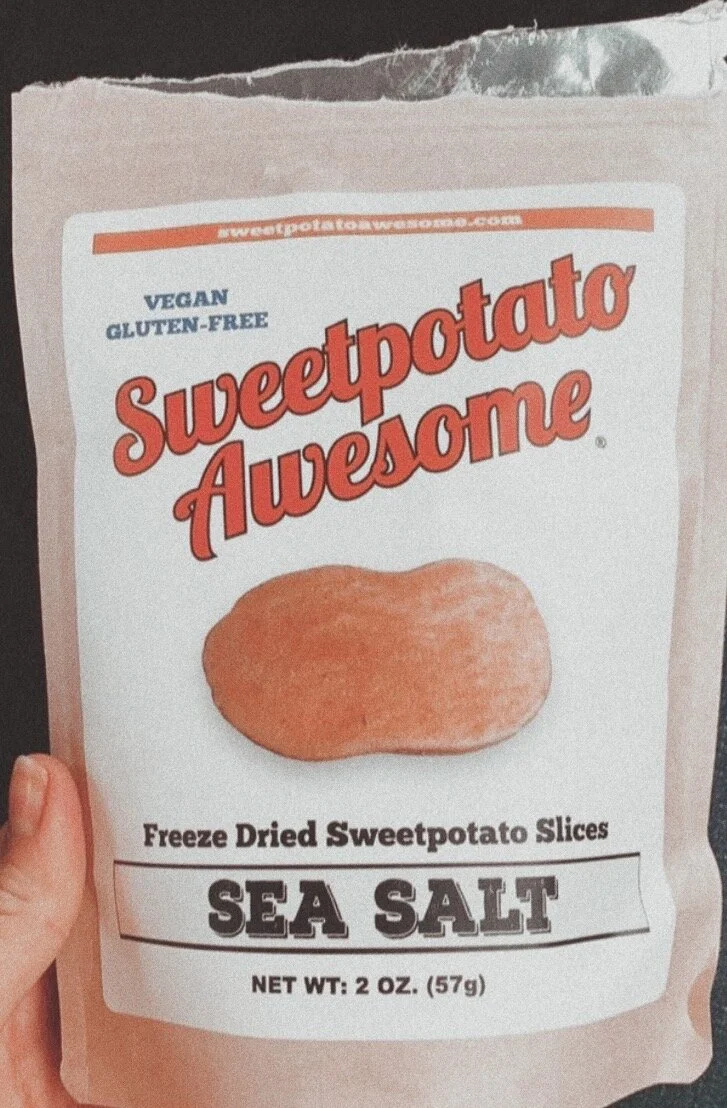 sweetpotatoawesome.com
VEGAN
GLUTEN-FREE
Sweetpotato
Awesome®
Freeze Dried Sweetpotato Slices
SEA SALT
NET WT: 2 OZ. (57g)